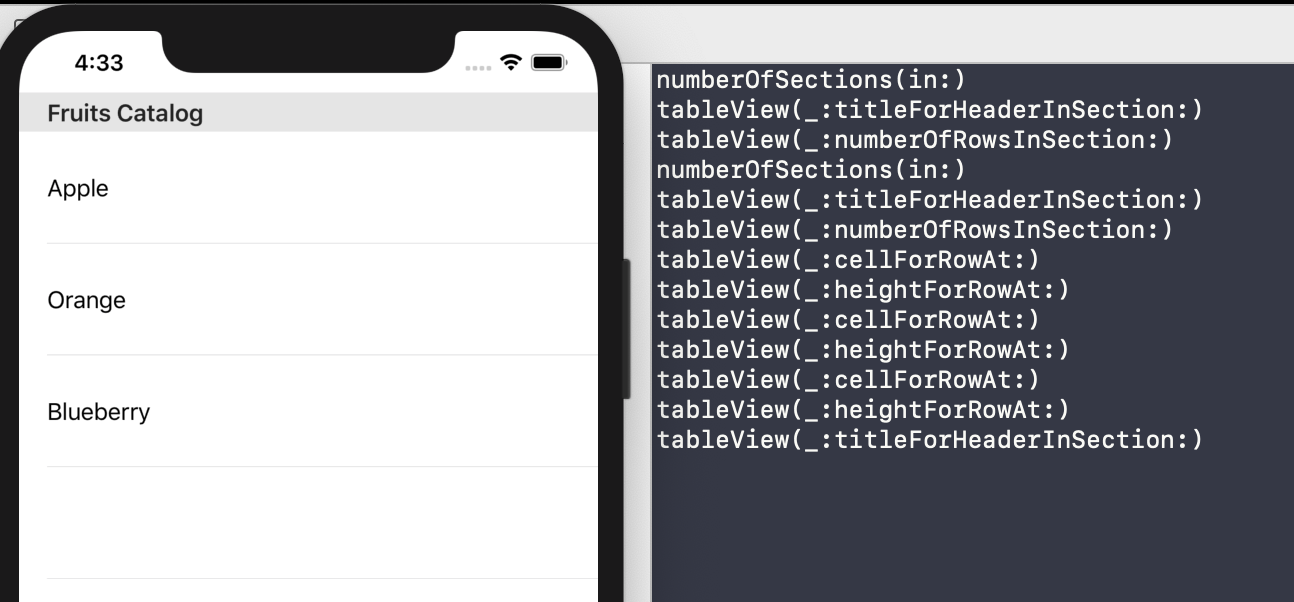 4:33
Fruits Catalog
Apple
Orange
Blueberry
numberOfSections(in:)
tableView(_:titleForHeaderInSection:)
tableView(_:numberOfRowsInSection:)
numberOfSections(in:)
tableView(_:titleForHeaderInSection:)
tableView(_:numberOfRowsInSection:)
tableView(_:cellForRowAt:)
tableView(_:heightForRowAt:)
tableView(_:cellForRowAt:)
tableView(_:heightForRowAt:)
tableView(_:cellForRowAt:)
tableView(_:heightForRowAt:)
tableView(_:titleForHeaderInSection:)